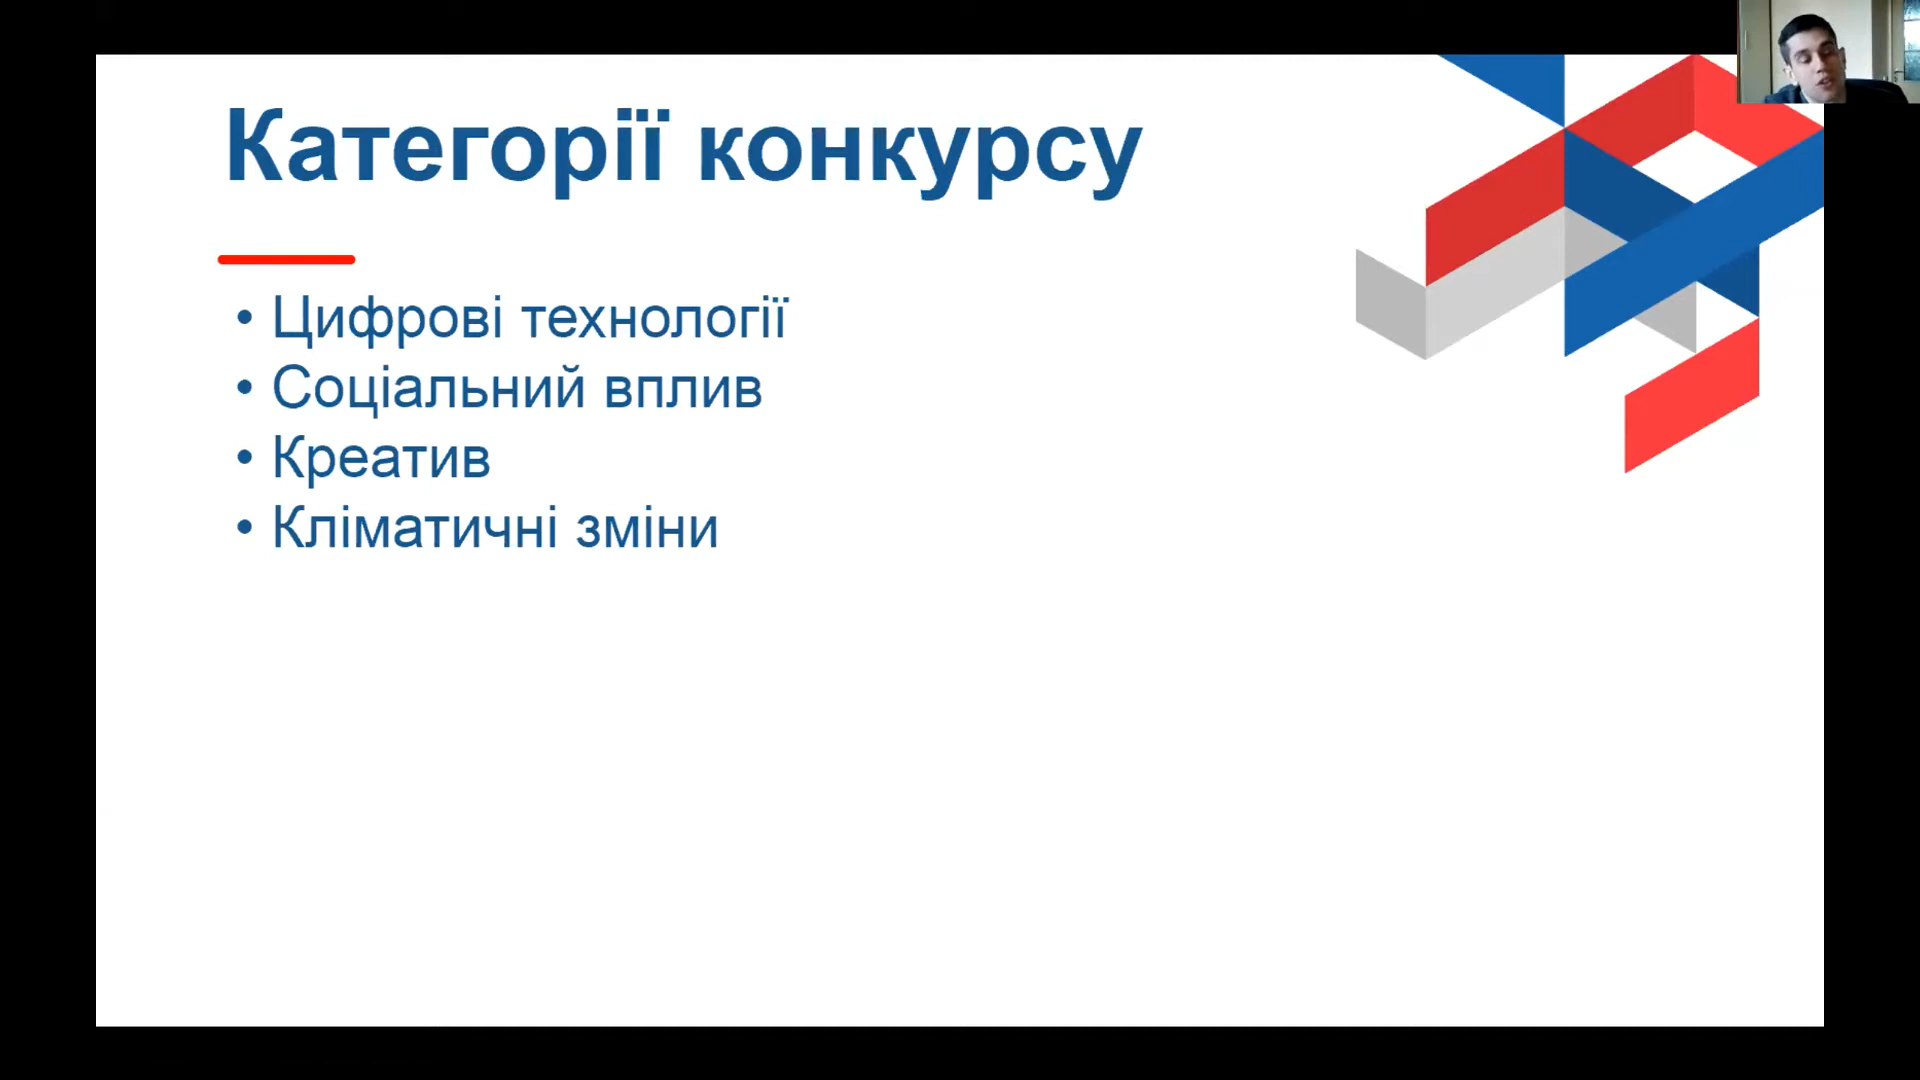 Категорії конкурсу
• Цифрові технології
• Соціальний вплив
• Креатив
• Кліматичні зміни